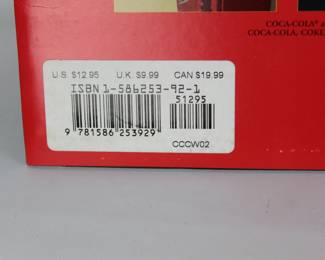 COCA-COLA®
COCA-COLA, COKE
U.S. $12.95 U.K. $9.99 CAN $19.99
ISBN 1-586253-92-1
51295
9 781586 253929
CCCW02